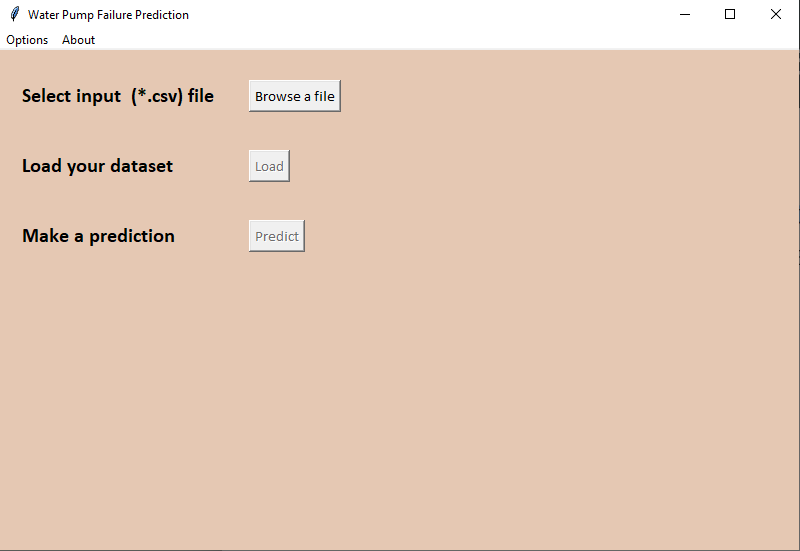 Water Pump Failure Prediction
Options About
Select input (*.csv) file Browse a file
Load your dataset Load
Make a prediction Predict